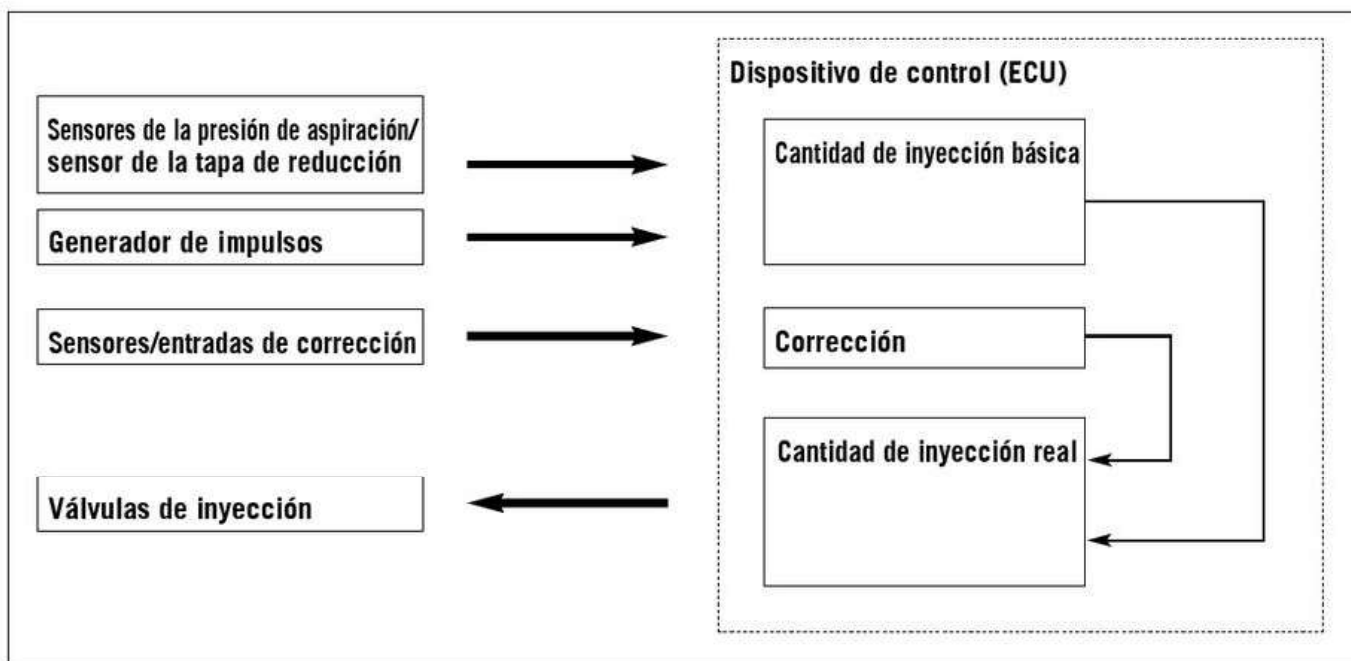 Dispositivo de control (ECU)
Sensores de la presión de aspiración/
sensor de la tapa de reducción
Cantidad de inyección básica
Generador de impulsos
Sensores/entradas de corrección
Corrección
Cantidad de inyección real
Válvulas de inyección